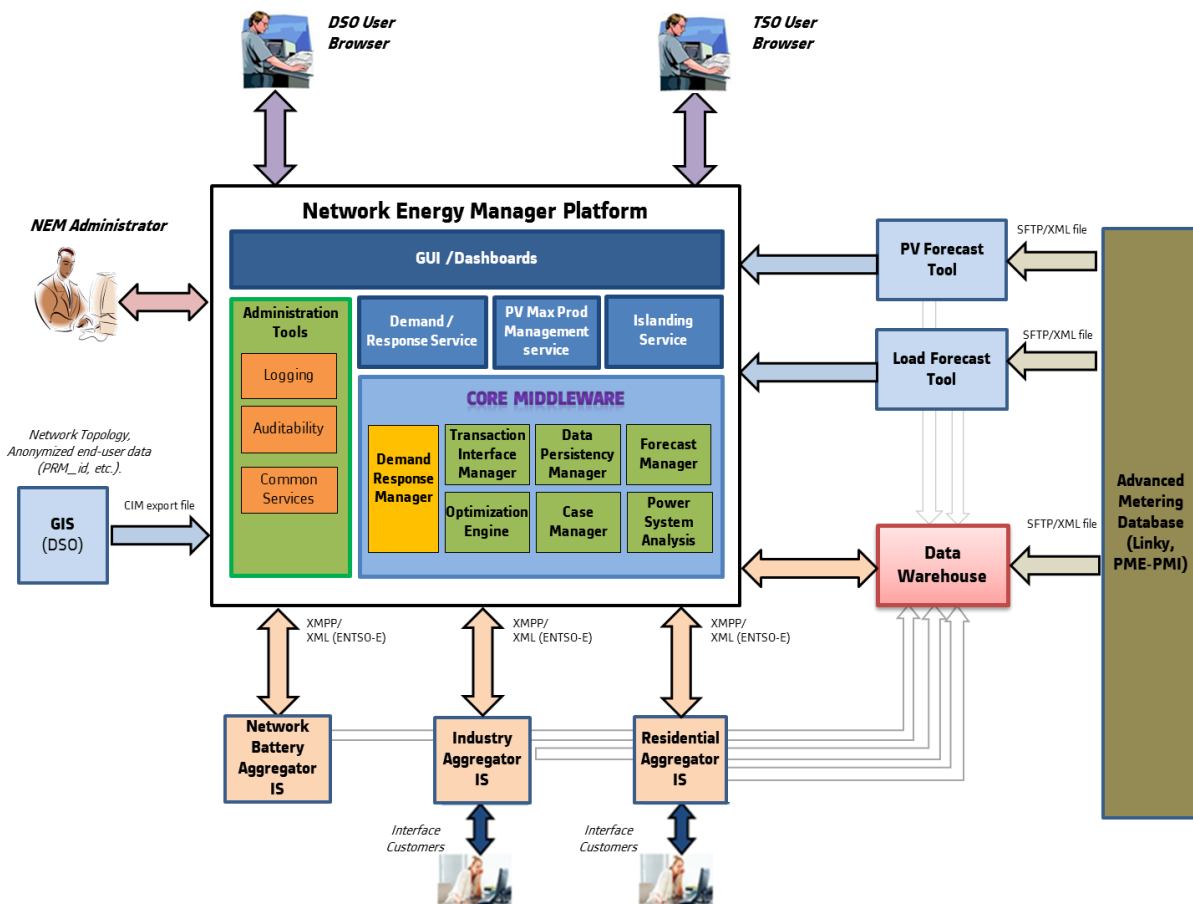 DSO User
Browser
TSO User
Browser
NEM Administrator
Network Energy Manager Platform
GUI /Dashboards
Administration
Tools
Logging
Auditability
Common
Services
Demand /
Response Service
PV Max Prod
Management
service
Islanding
Service
CORE MIDDLEWARE
Demand
Response
Manager
Transaction
Interface
Manager
Data
Persistency
Manager
Forecast
Manager
Optimization
Engine
Case
Manager
Power
System
Analysis
Network Topology,
Anonymized end-user data
(PRM_id, etc.).
GIS
(DSO)
CIM export file
PV Forecast
Tool
SFTP/XML file
Load Forecast
Tool
SFTP/XML file
Data
Warehouse
SFTP/XML file
Advanced
Metering
Database
(Linky,
PME-PMI)
XMPP/
XML (ENTSO-E)
XMPP/
XML (ENTSO-E)
XMPP/
XML (ENTSO-E)
Network
Battery
Aggregator
IS
Industry
Aggregator
IS
Residential
Aggregator
IS
Interface
Customers
Interface
Customers